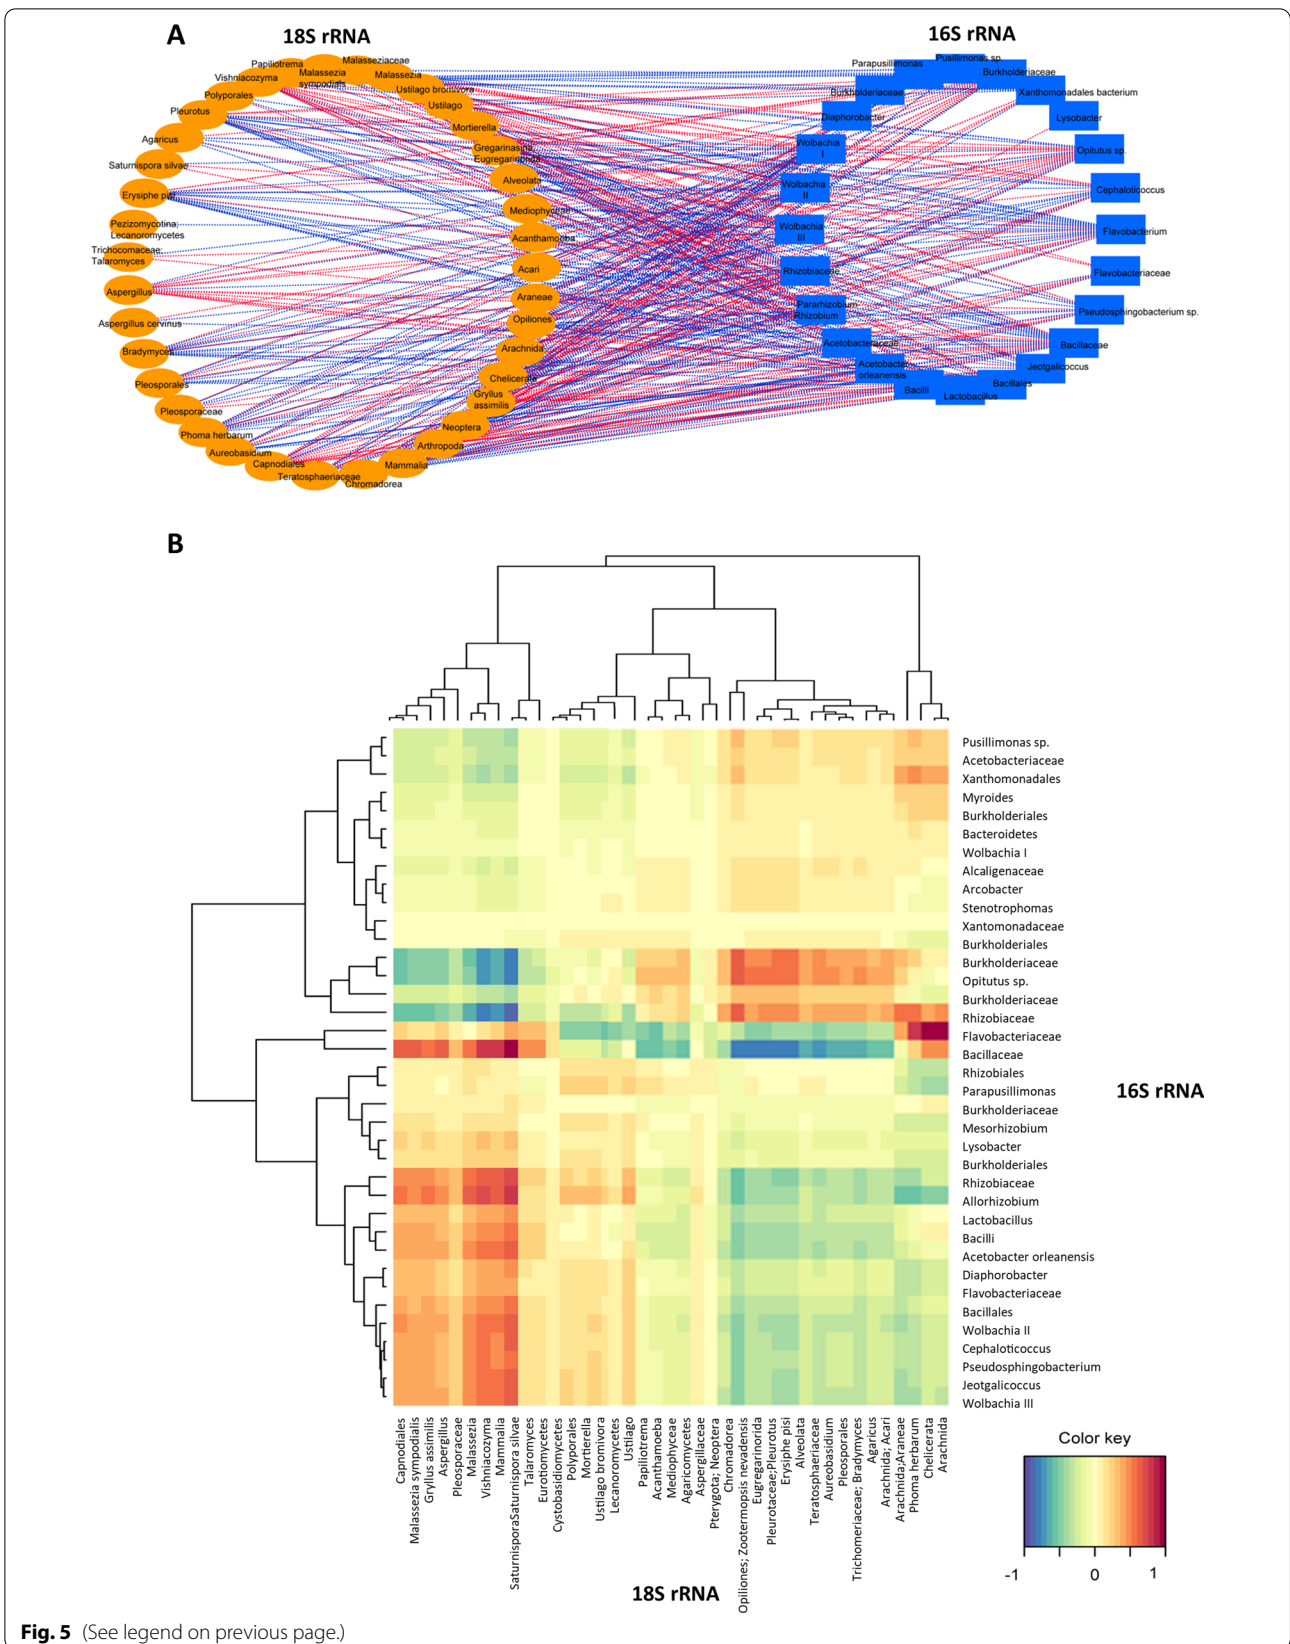 A
18S rRNA
16S rRNA
Papiliotrema
Malasseziaceae
Vishniacozyma
Malassezia
sympodialis
Malassezia
Polyporales
Ustilago bromivora
Pleurotus
Ustilago
Agaricus
Mortierella
Saturnispora silvae
Gregarinasina;
Eugregarinorida
Erysiphe pisi
Alveolata
Pezizomycotina;
Lecanoromycetes
Mediophyceae
Trichocomaceae;
Talaromyces
Acanthamoeba
Aspergillus
Acari
Aspergillus cervinus
Araneae
Bradymyces
Opiliones
Pleosporales
Arachnida
Pleosporaceae
Chelicerata
Phoma herbarum
Gryllus
assimilis
Aureobasidium
Neoptera
Capnodiales
Arthropoda
Teratosphaeriaceae
Mammalia
Chromadorea
Parapusillimonas
Pusillimonas sp.
Burkholderiaceae
Burkholderiaceae
Xanthomonadales bacterium
Diaphorobacter
Lysobacter
Wolbachia
I
Opitutus sp.
Wolbachia
II
Cephaloticoccus
Wolbachia
III
Flavobacterium
Rhizobiaceae
Flavobacteriaceae
Pararhizobium
Rhizobium
Pseudosphingobacterium sp.
Acetobacteraceae
Bacillaceae
Acetobacter
orleanensis
Jeotgalicoccus
Bacilli
Bacillales
Lactobacillus
B
Pusillimonas sp.
Acetobacteriaceae
Xanthomonadales
Myroides
Burkholderiales
Bacteroidetes
Wolbachia I
Alcaligenaceae
Arcobacter
Stenotrophomas
Xantomonadaceae
Burkholderiales
Burkholderiaceae
Opitutus sp.
Burkholderiaceae
Rhizobiaceae
Flavobacteriaceae
Bacillaceae
Rhizobiales
Parapusillimonas
Burkholderiaceae
Mesorhizobium
Lysobacter
Burkholderiales
Rhizobiaceae
Allorhizobium
Lactobacillus
Bacilli
Acetobacter orleanensis
Diaphorobacter
Flavobacteriaceae
Bacillales
Wolbachia II
Cephaloticoccus
Pseudosphingobacterium
Jeotgalicoccus
Wolbachia III
16S rRNA
Capnodiales
Malassezia sympodialis
Gryllus assimilis
Aspergillus
Pleosporaceae
Malassezia
Vishniacozyma
Mammalia
SaturnisporaSaturnispora silvae
Talaromyces
Eurotiomycetes
Cystobasidiomycetes
Polyporales
Mortierella
Ustilago bromivora
Lecanoromycetes
Ustilago
Papiliotrema
Acanthamoeba
Mediophyceae
Agaricomycetes
Aspergillaceae
Pterygota; Neoptera
Chromadorea
Opiliones; Zootermopsis nevadensis
Eugregarinorida
Pleurotaceae;Pleurotus
Erysiphe pisi
Alveolata
Teratosphaeriaceae
Aureobasidium
Pleosporales
Trichomeriaceae; Bradymyces
Agaricus
Arachnida; Acari
Arachnida;Araneae
Phoma herbarum
Chelicerata
Arachnida
18S rRNA
Color key
-1 0 1
Fig. 5 (See legend on previous page.)